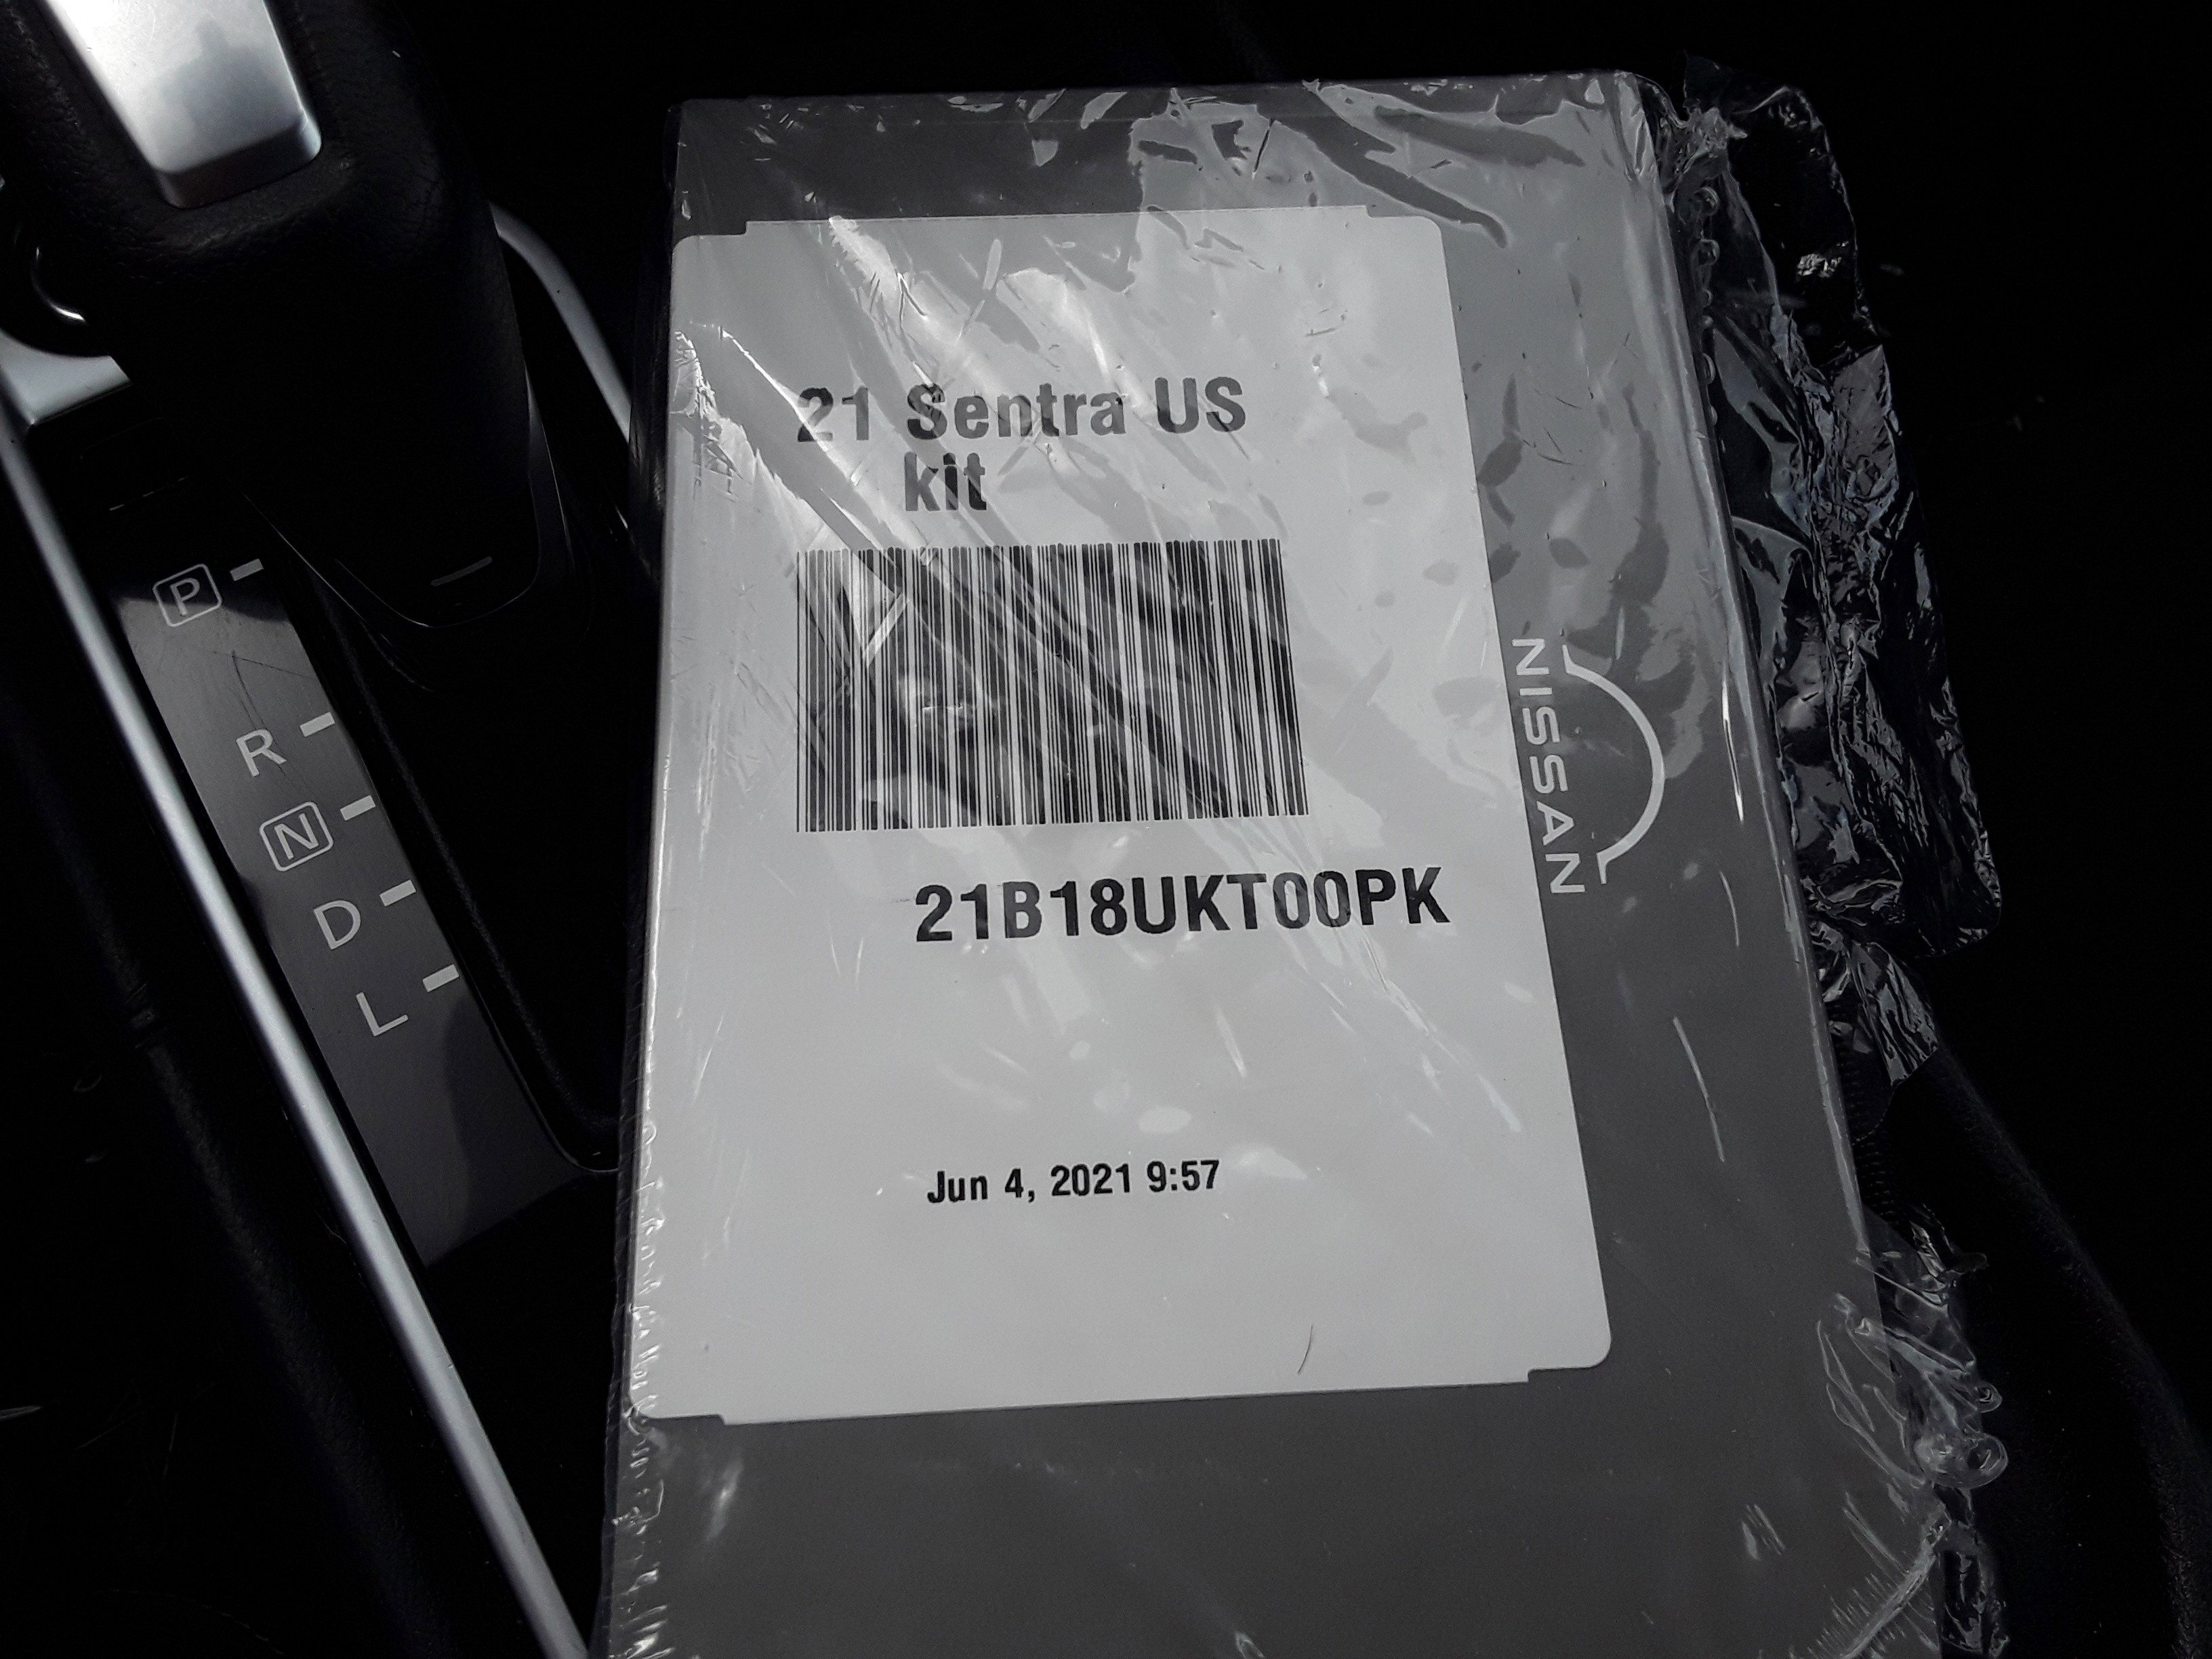 21 Sentra US
kit
21B18UKT00PK
Jun 4, 2021 9:57
NISSAN
P
R
N
D
L